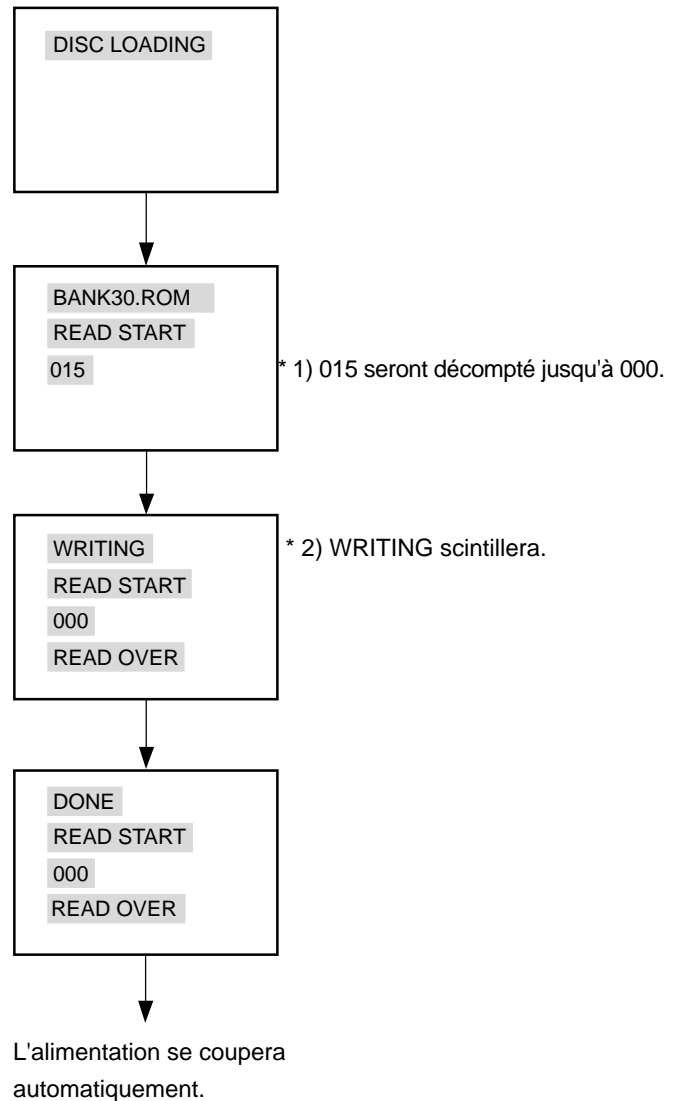 DISC LOADING
BANK30.ROM
READ START
015
* 1) 015 seront décompté jusqu'à 000.
WRITING
* 2) WRITING scintillera.
READ START
000
READ OVER
DONE
READ START
000
READ OVER
L'alimentation se coupera
automatiquement.